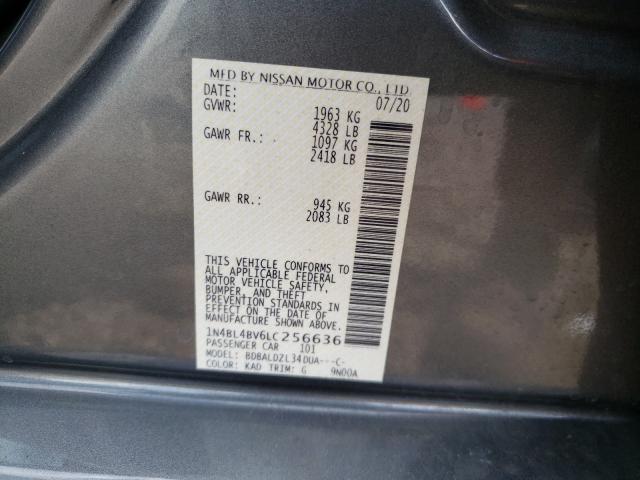 MFD BY NISSAN MOTOR CO., LTD.
DATE: 07/20
GVWR: 1963 KG
4328 LB
GAWR FR.: 1097 KG
2418 LB
GAWR RR.: 945 KG
2083 LB
THIS VEHICLE CONFORMS TO
ALL APPLICABLE FEDERAL
MOTOR VEHICLE SAFETY,
BUMPER, AND THEFT
PREVENTION STANDARDS IN
EFFECT ON THE DATE OF
MANUFACTURE SHOWN ABOVE.
1N4BL4BV6LC256636
PASSENGER CAR 101
MODEL: BDBALDZL34DUA---C-
COLOR: KAD TRIM: G 9N00A